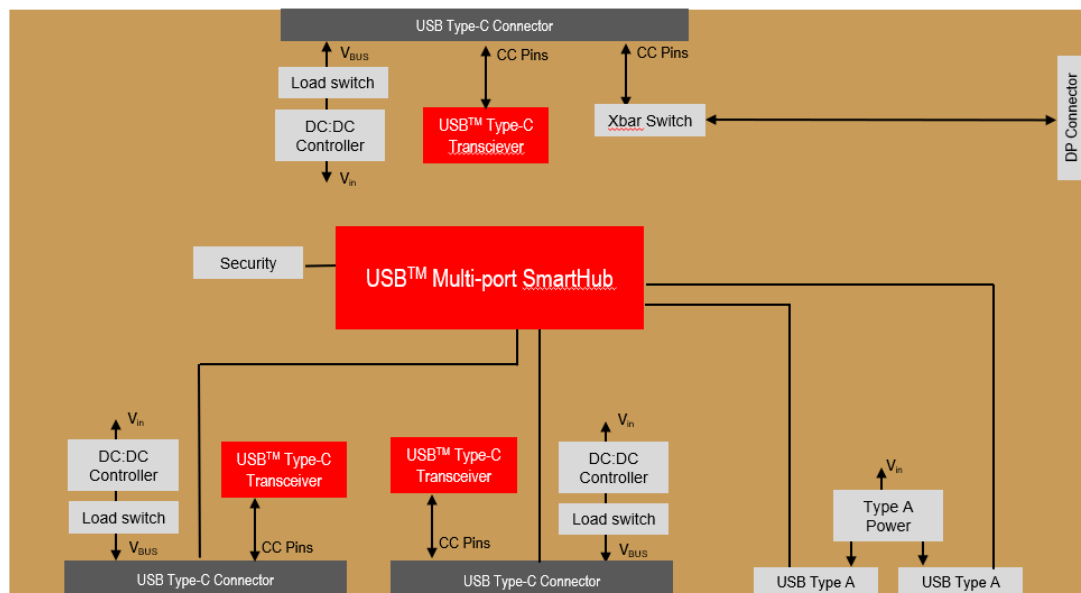 USB Type-C Connector
VBUS
CC Pins
CC Pins
Load switch
DC:DC
Controller
USB™ Type-C
Transciever
Xbar Switch
DP Connector
Vin
Security
USB™ Multi-port SmartHub
Vin
DC:DC
Controller
Load switch
VBUS
USB™ Type-C
Transceiver
CC Pins
USB Type-C Connector
USB™ Type-C
Transceiver
CC Pins
Vin
DC:DC
Controller
Load switch
VBUS
USB Type-C Connector
Vin
Type A
Power
USB Type A
USB Type A